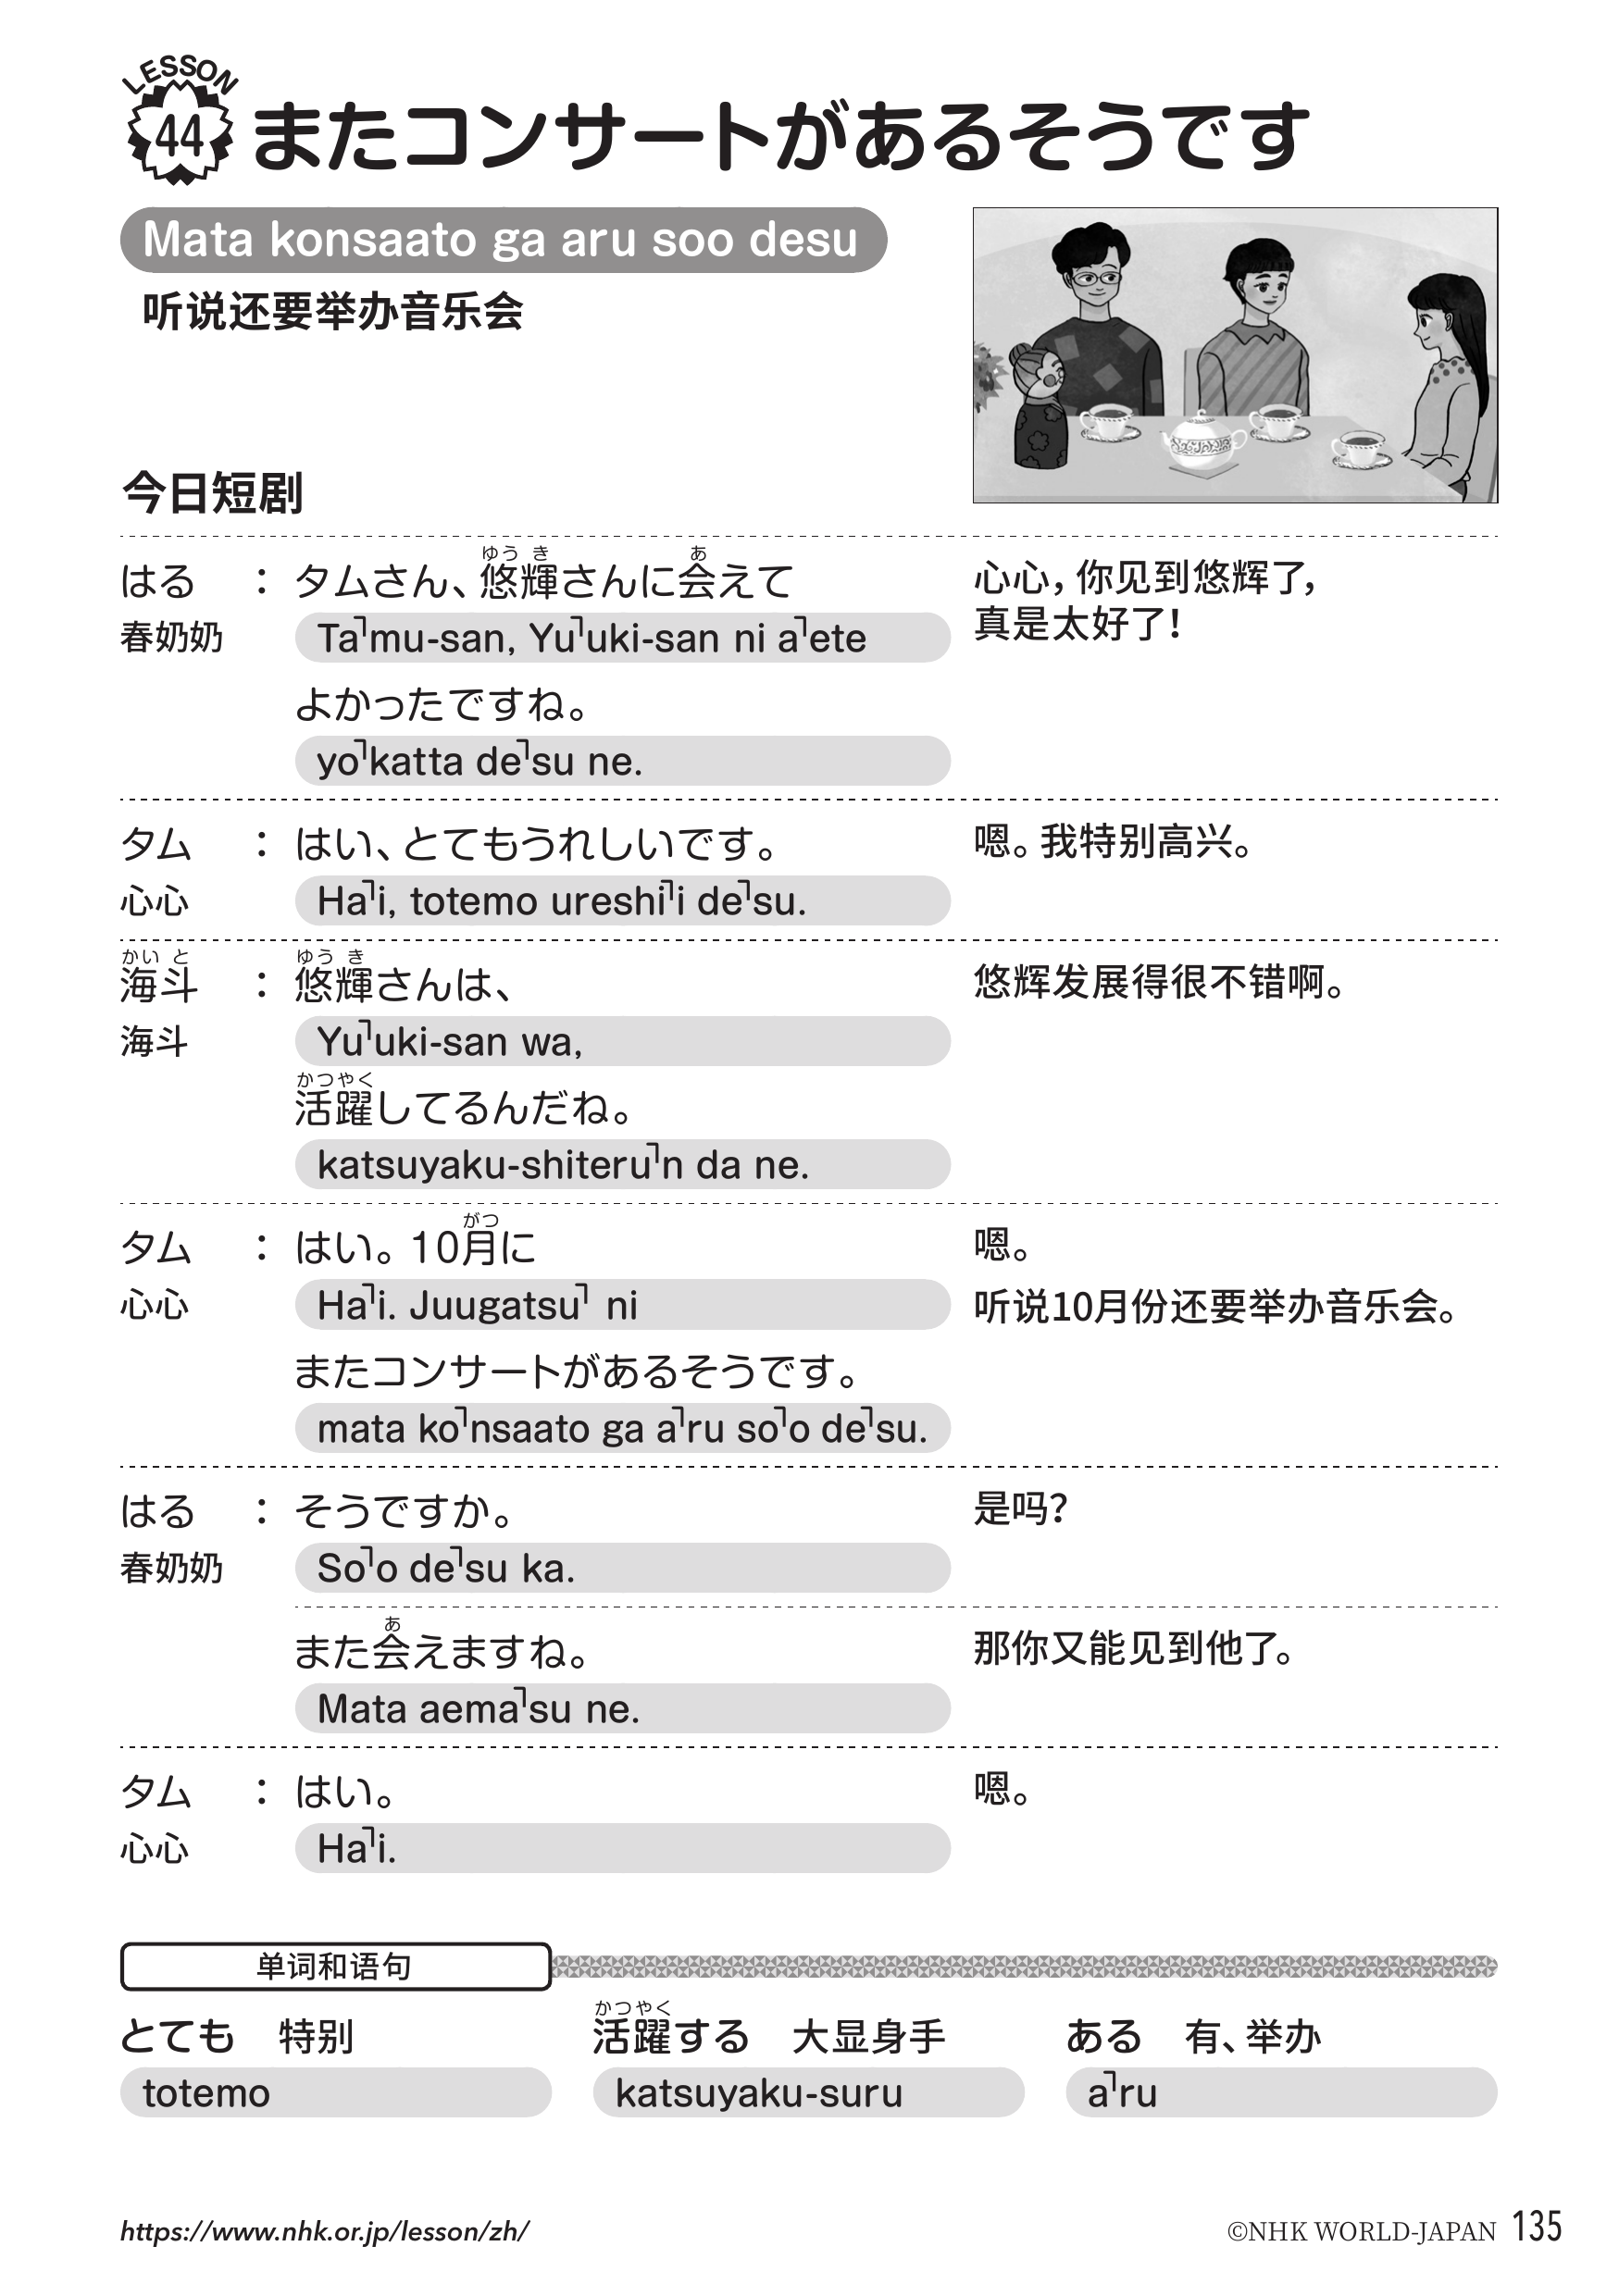 LESSON
44
またコンサートがあるそうです
Mata konsaato ga aru soo desu
听说还要举办音乐会
今日短剧
ゆう き あ
はる : タムさん、悠輝さんに会えて 心心，你见到悠辉了，
真是太好了！
春奶奶 Ta˥mu-san, Yu˥uki-san ni a˥ete
よかったですね。
yo˥katta de˥su ne.
タム : はい、とてもうれしいです。 嗯。我特别高兴。
心心 Ha˥i, totemo ureshi˥i de˥su.
かい と ゆう き
海斗 : 悠輝さんは、 悠辉发展得很不错啊。
海斗 Yu˥uki-san wa,
かつやく
活躍してるんだね。
katsuyaku-shiteru˥n da ne.
がつ
タム : はい。10月に 嗯。
心心 Ha˥i. Juugatsu˥ ni 听说10月份还要举办音乐会。
またコンサートがあるそうです。
mata ko˥nsaato ga a˥ru so˥o de˥su.
はる : そうですか。 是吗？
春奶奶 So˥o de˥su ka.
あ
また会えますね。 那你又能见到他了。
Mata aema˥su ne.
タム : はい。 嗯。
心心 Ha˥i.
单词和语句
かつやく
とても 特别 活躍する 大显身手 ある 有、举办
totemo katsuyaku-suru a˥ru
https://www.nhk.or.jp/lesson/zh/ ©NHK WORLD-JAPAN 135